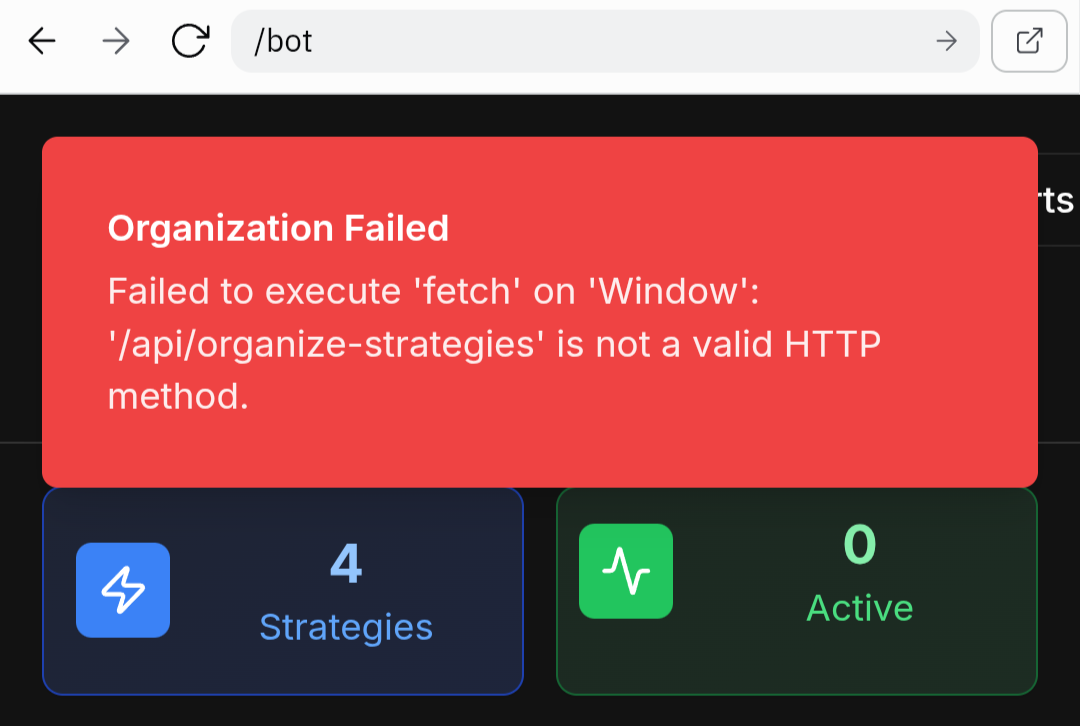 /bot
Organization Failed
Failed to execute 'fetch' on 'Window':
'/api/organize-strategies' is not a valid HTTP
method.
rts
4
Strategies
0
Active